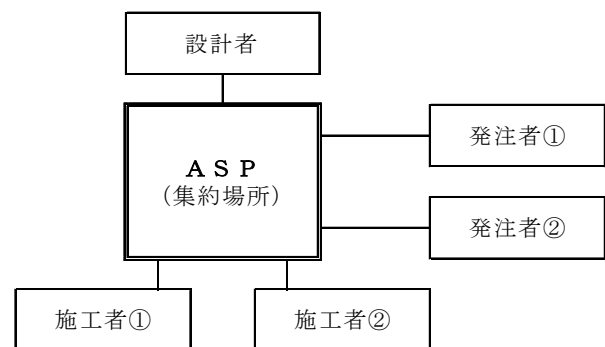 設計者
ASP
(集約場所)
発注者①
発注者②
施工者①
施工者②